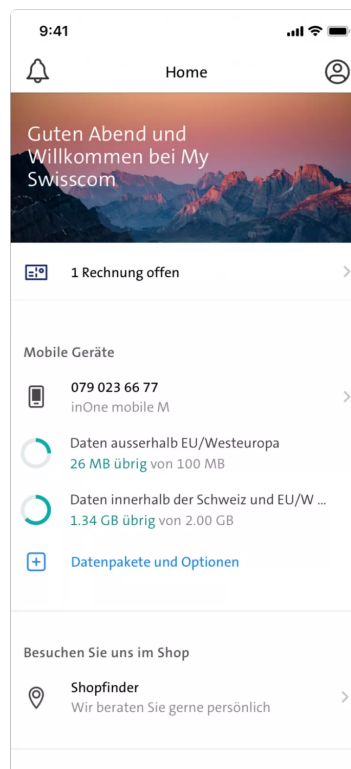 9:41
Home
Guten Abend und
Willkommen bei My
Swisscom
1 Rechnung offen
Mobile Geräte
079 023 66 77
inOne mobile M
Daten ausserhalb EU/Westeuropa
26 MB übrig von 100 MB
Daten innerhalb der Schweiz und EU/W ...
1.34 GB übrig von 2.00 GB
Datenpakete und Optionen
Besuchen Sie uns im Shop
Shopfinder
Wir beraten Sie gerne persönlich